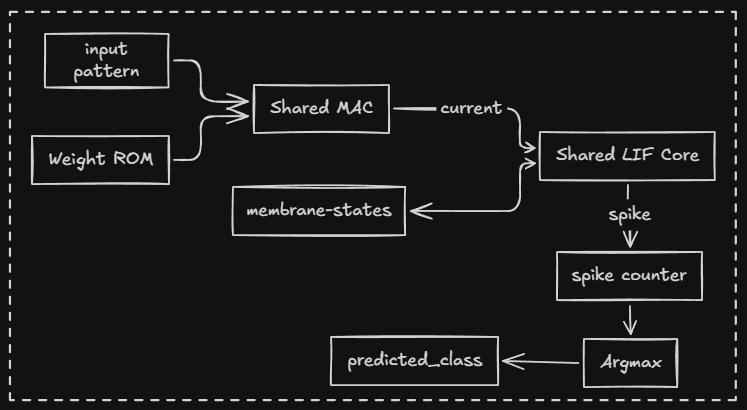 input
pattern
Shared MAC
current
Weight ROM
Shared LIF Core
membrane-states
spike
spike counter
predicted_class
Argmax